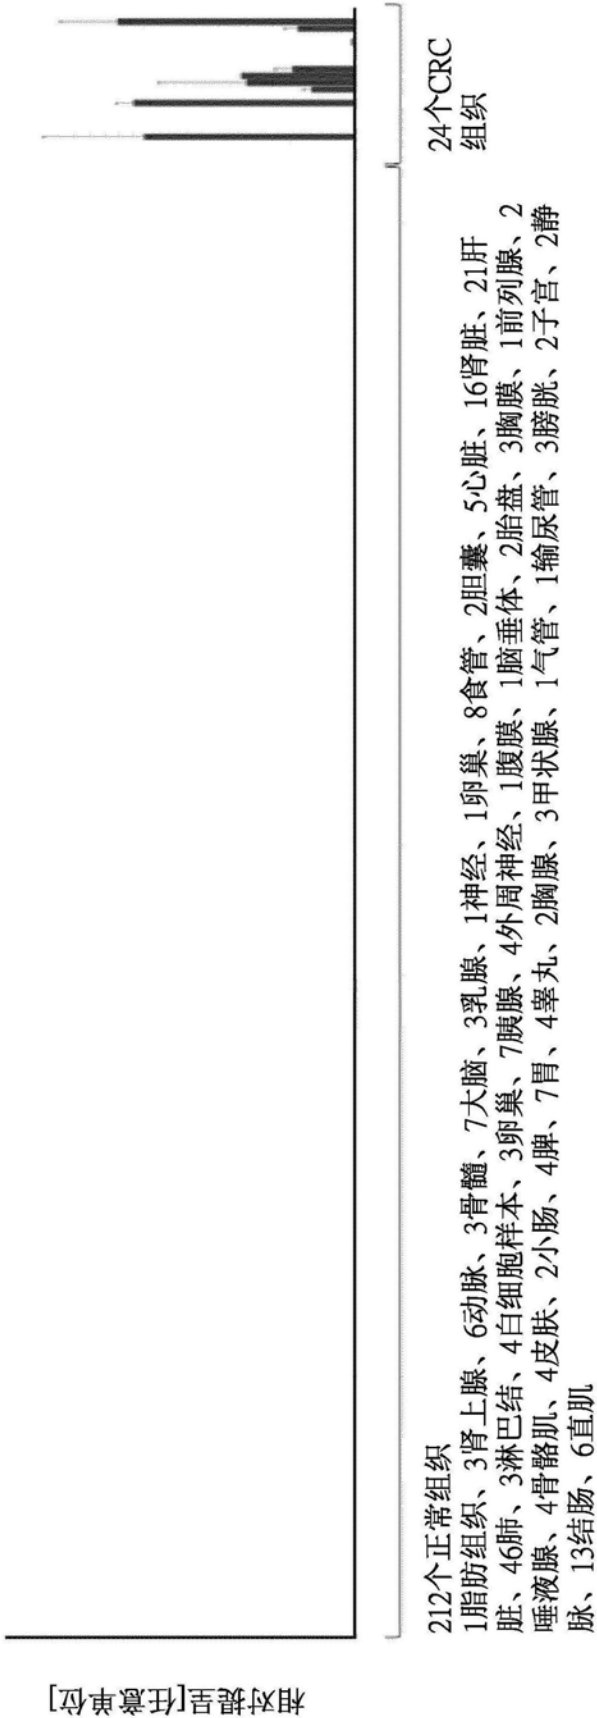 相对提呈[任意单位]
24个CRC
组织
212个正常组织
1脂肪组织、3肾上腺、6动脉、3骨髓、7大脑、3乳腺、1神经、1卵巢、8食管、2胆囊、5心脏、16肾脏、21肝
脏、46肺、3淋巴结、4白细胞样本、3卵巢、7胰腺、4外周神经、1腹膜、1脑垂体、2胎盘、3胸膜、1前列腺、2
唾液腺、4骨骼肌、4皮肤、2小肠、4脾、7胃、4睾丸、2胸腺、3甲状腺、1气管、1输尿管、3膀胱、2子宫、2静
脉、13结肠、6直肌